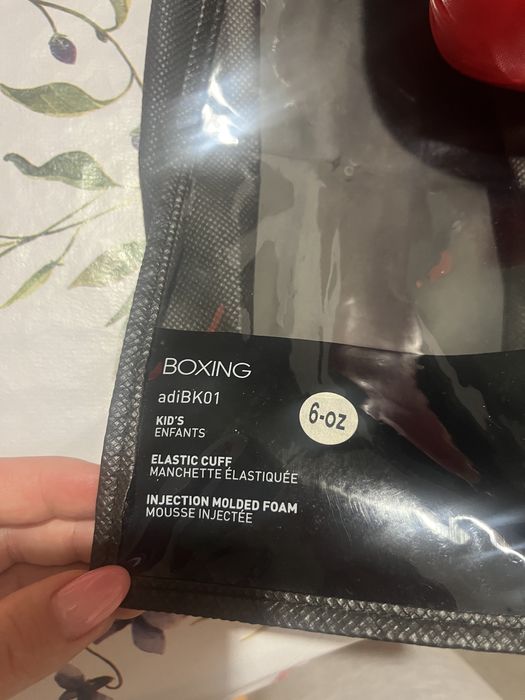 BOXING
adiBK01
6-oz
KID'S
ENFANTS
ELASTIC CUFF
MANCHETTE ÉLASTIQUÉE
INJECTION MOLDED FOAM
MOUSSE INJECTÉE